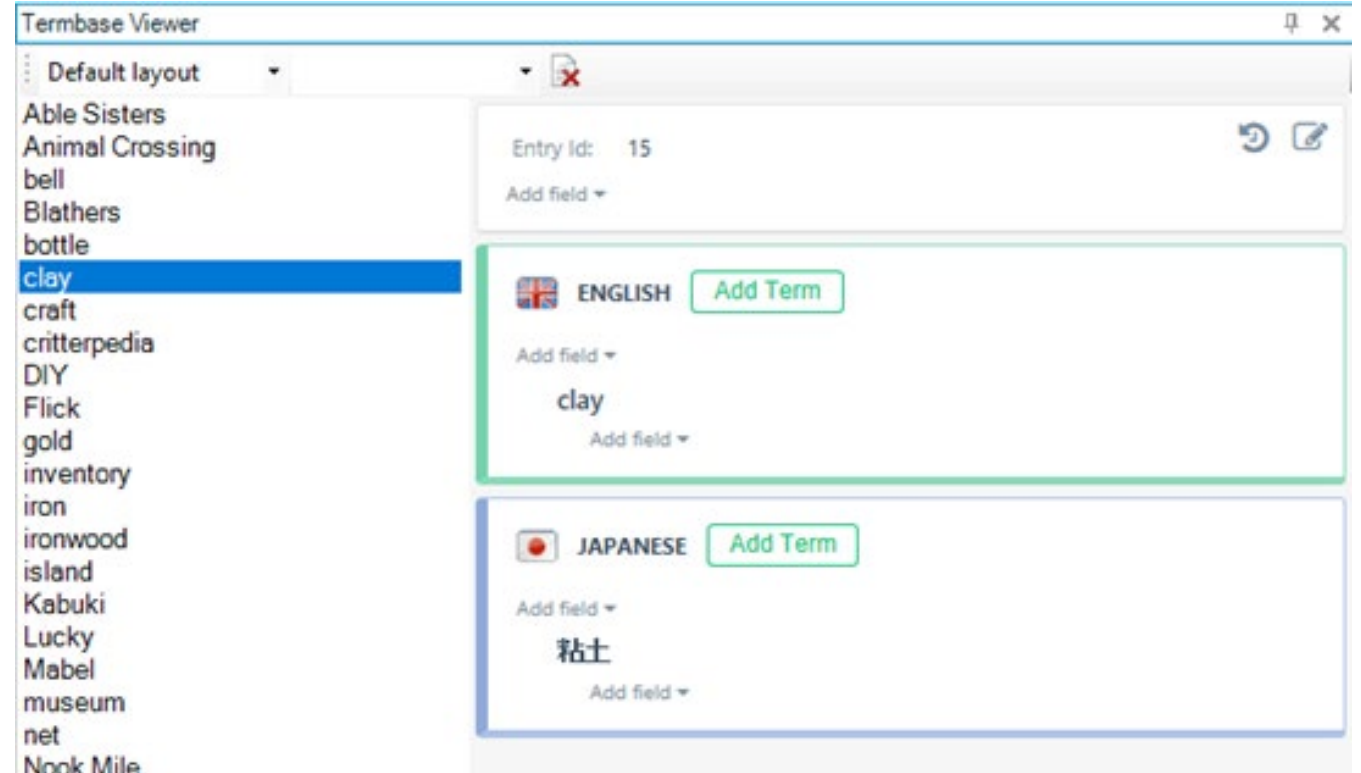 Termbase Viewer
Default layout
Able Sisters
Animal Crossing
bell
Blathers
bottle
clay
craft
critterpedia
DIY
Flick
gold
inventory
iron
ironwood
island
Kabuki
Lucky
Mabel
museum
net
Nook Mile
Entry Id: 15
Add field
ENGLISH Add Term
Add field
clay
Add field
JAPANESE Add Term
Add field
粘土
Add field